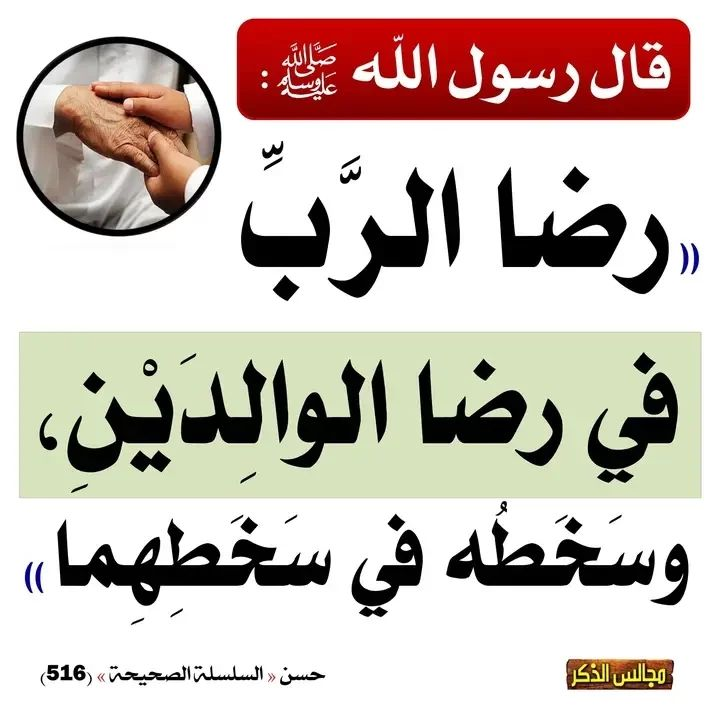 قال رسول الله ﷺ :
((رضا الرَّبِّ
في رضا الوالِدَيْنِ،
وسَخَطُه في سَخَطِهِما))
حسن « السلسلة الصحيحة » (516)
مجالس الذكر